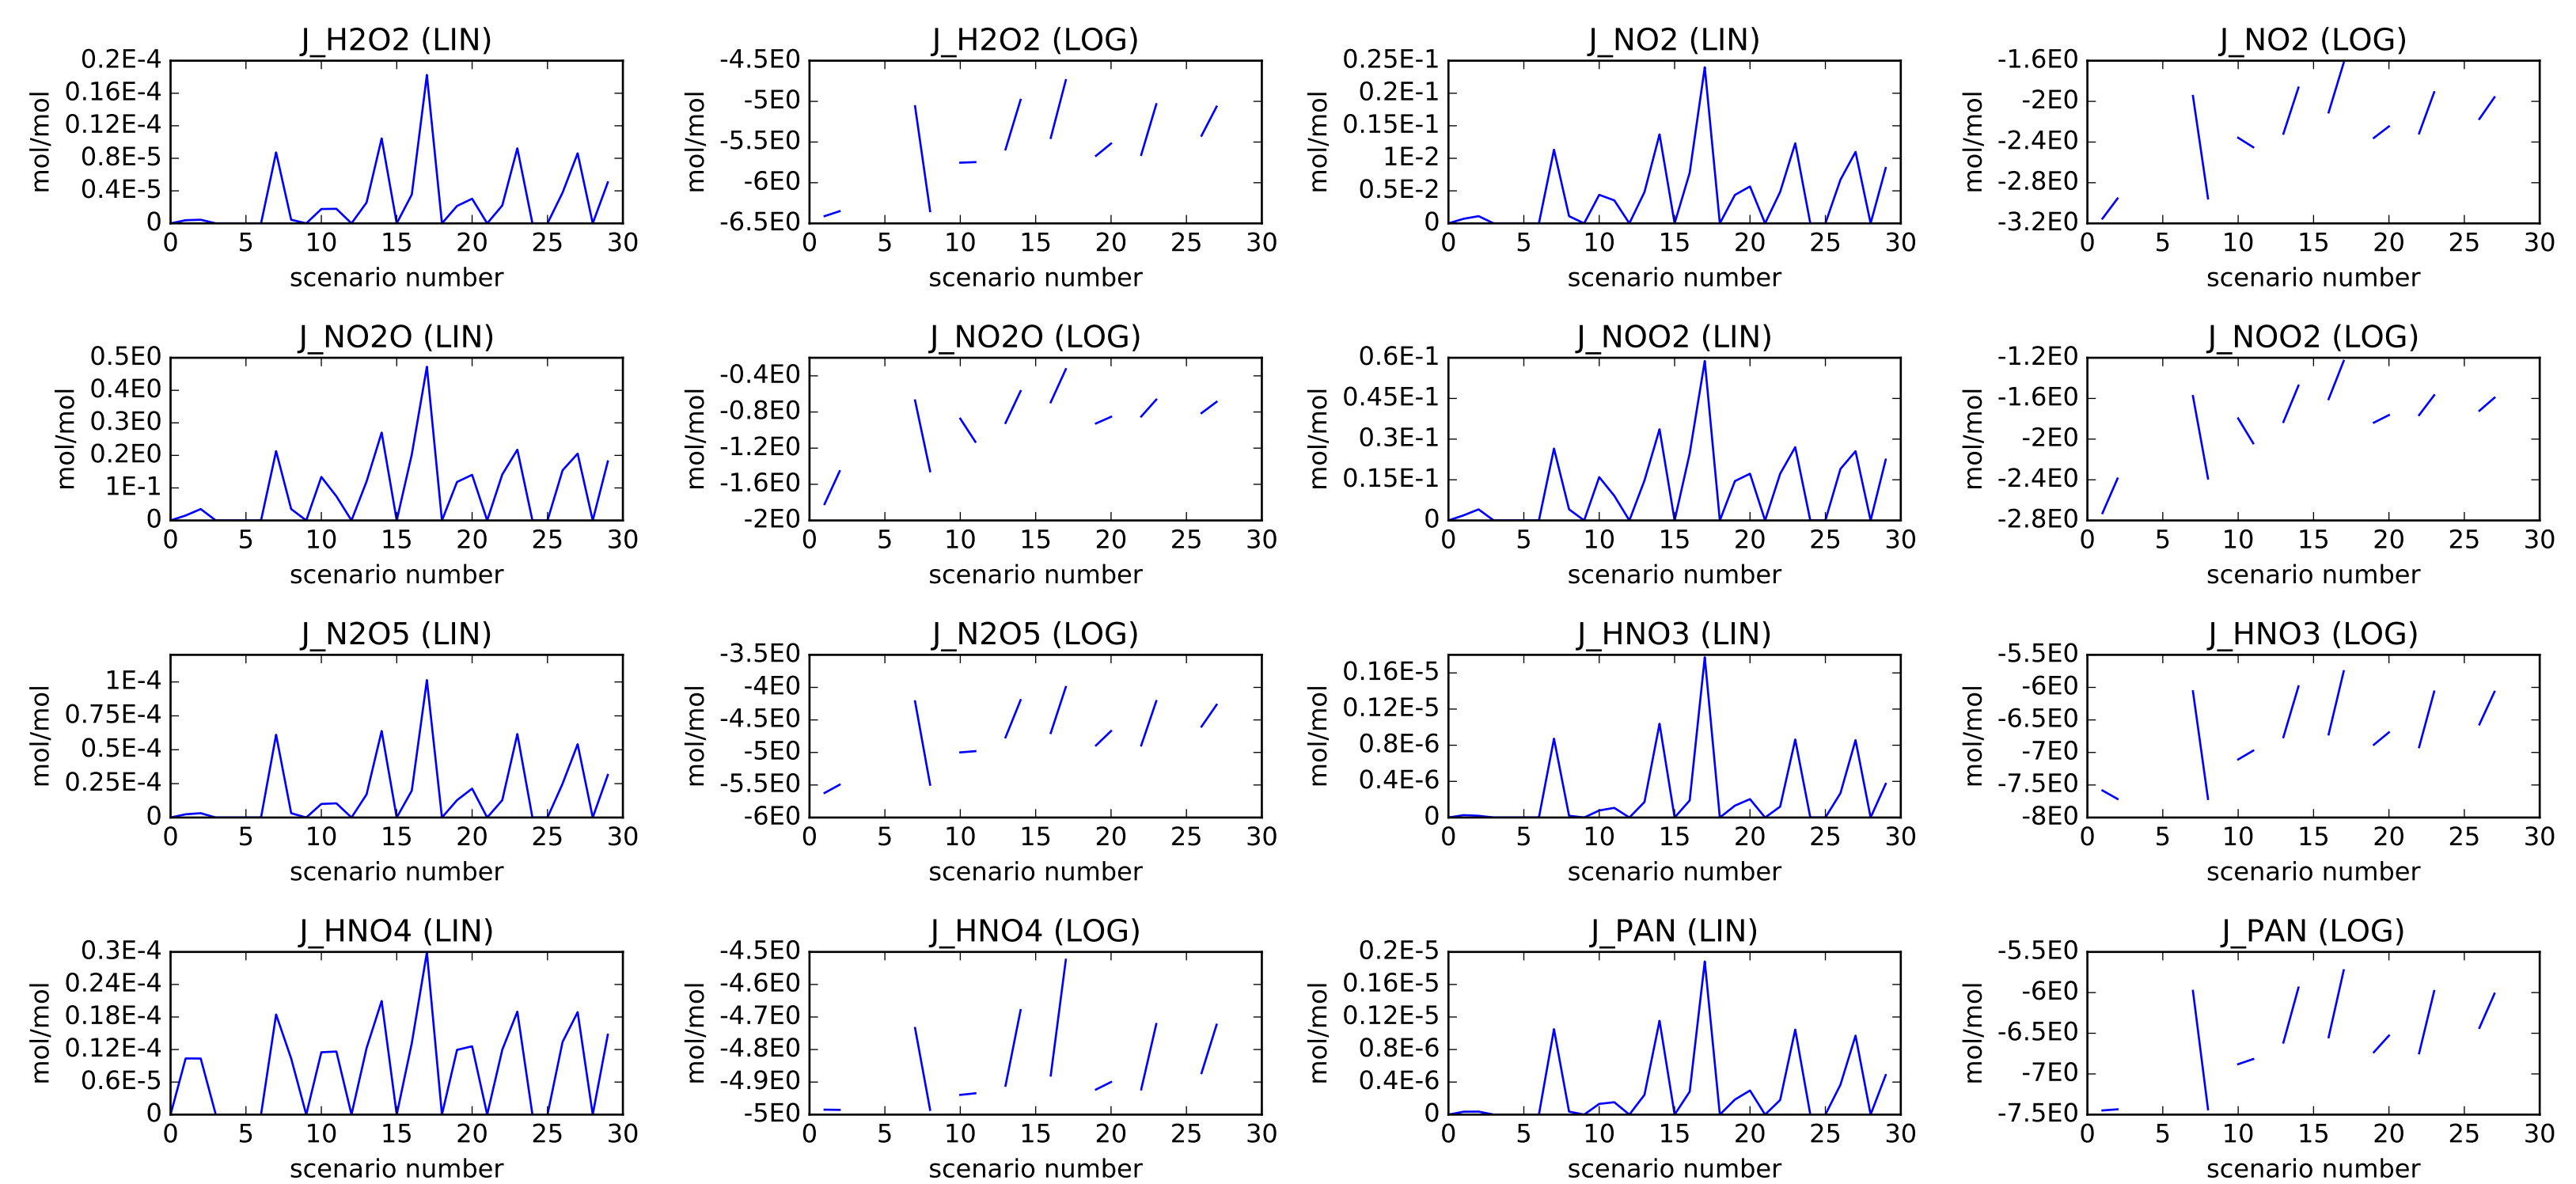 J_H2O2 (LIN)
mol/mol
0.2E-4
0.16E-4
0.12E-4
0.8E-5
0.4E-5
0
0 5 10 15 20 25 30
scenario number
J_H2O2 (LOG)
mol/mol
-4.5E0
-5E0
-5.5E0
-6E0
-6.5E0
0 5 10 15 20 25 30
scenario number
J_NO2 (LIN)
mol/mol
0.25E-1
0.2E-1
0.15E-1
1E-2
0.5E-2
0
0 5 10 15 20 25 30
scenario number
J_NO2 (LOG)
mol/mol
-1.6E0
-2E0
-2.4E0
-2.8E0
-3.2E0
0 5 10 15 20 25 30
scenario number
J_NO2O (LIN)
mol/mol
0.5E0
0.4E0
0.3E0
0.2E0
1E-1
0
0 5 10 15 20 25 30
scenario number
J_NO2O (LOG)
mol/mol
-0.4E0
-0.8E0
-1.2E0
-1.6E0
-2E0
0 5 10 15 20 25 30
scenario number
J_NOO2 (LIN)
mol/mol
0.6E-1
0.45E-1
0.3E-1
0.15E-1
0
0 5 10 15 20 25 30
scenario number
J_NOO2 (LOG)
mol/mol
-1.2E0
-1.6E0
-2E0
-2.4E0
-2.8E0
0 5 10 15 20 25 30
scenario number
J_N2O5 (LIN)
mol/mol
1E-4
0.75E-4
0.5E-4
0.25E-4
0
0 5 10 15 20 25 30
scenario number
J_N2O5 (LOG)
mol/mol
-3.5E0
-4E0
-4.5E0
-5E0
-5.5E0
-6E0
0 5 10 15 20 25 30
scenario number
J_HNO3 (LIN)
mol/mol
0.16E-5
0.12E-5
0.8E-6
0.4E-6
0
0 5 10 15 20 25 30
scenario number
J_HNO3 (LOG)
mol/mol
-5.5E0
-6E0
-6.5E0
-7E0
-7.5E0
-8E0
0 5 10 15 20 25 30
scenario number
J_HNO4 (LIN)
mol/mol
0.3E-4
0.24E-4
0.18E-4
0.12E-4
0.6E-5
0
0 5 10 15 20 25 30
scenario number
J_HNO4 (LOG)
mol/mol
-4.5E0
-4.6E0
-4.7E0
-4.8E0
-4.9E0
-5E0
0 5 10 15 20 25 30
scenario number
J_PAN (LIN)
mol/mol
0.2E-5
0.16E-5
0.12E-5
0.8E-6
0.4E-6
0
0 5 10 15 20 25 30
scenario number
J_PAN (LOG)
mol/mol
-5.5E0
-6E0
-6.5E0
-7E0
-7.5E0
0 5 10 15 20 25 30
scenario number